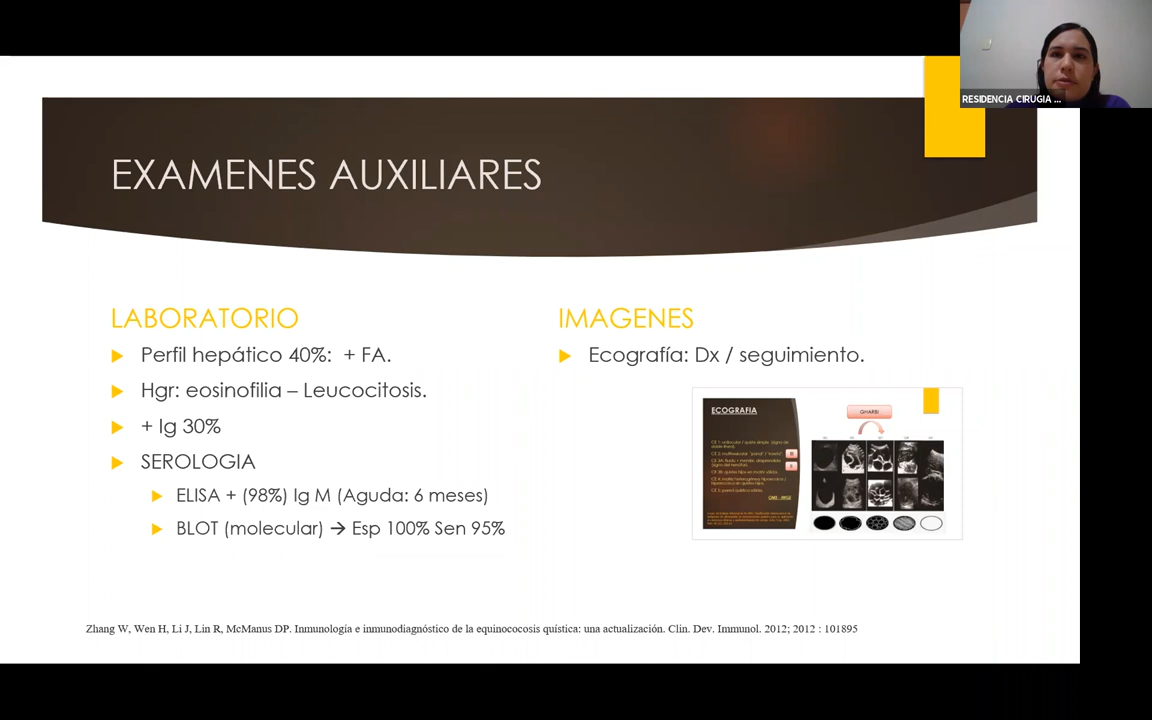 RESIDENCIA CIRUGIA ...
EXAMENES AUXILIARES
LABORATORIO
Perfil hepático 40%: + FA.
Hgr: eosinofilia – Leucocitosis.
+ Ig 30%
SEROLOGIA
ELISA + (98%) Ig M (Aguda: 6 meses)
BLOT (molecular) → Esp 100% Sen 95%
IMAGENES
Ecografía: Dx / seguimiento.
ECOGRAFIA
GHARBI
Zhang W, Wen H, Li J, Lin R, McManus DP. Inmunología e inmunodiagnóstico de la equinococosis quística: una actualización. Clin. Dev. Immunol. 2012; 2012 : 101895